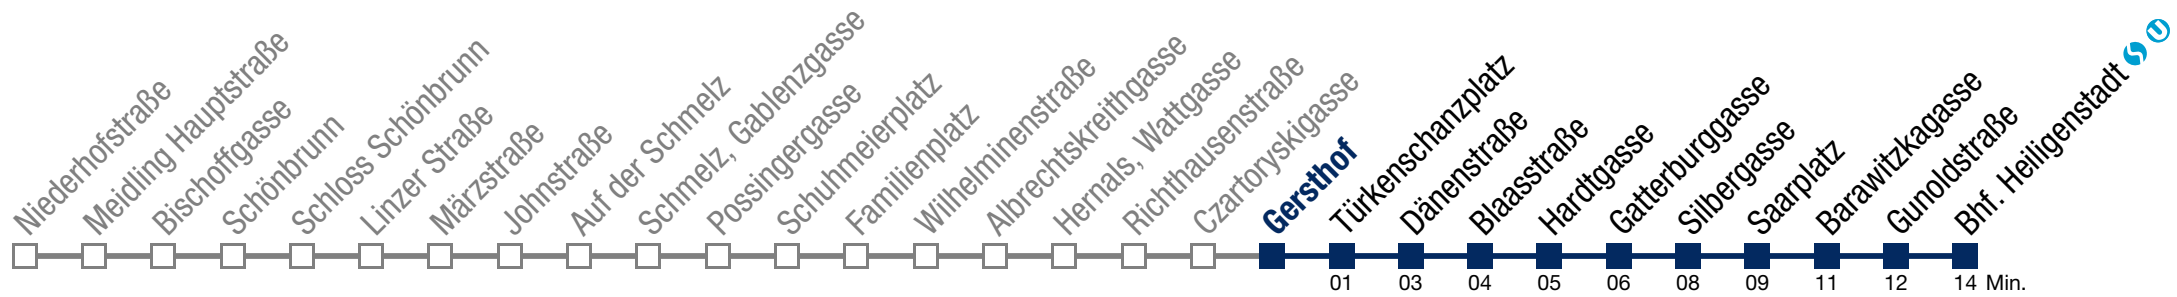 Niederhofstraße
Meidling Hauptstraße
Bischoffgasse
Schönbrunn
Schloss Schönbrunn
Linzer Straße
Märzstraße
Johnstraße
Auf der Schmelz
Schmelz, Gablenzgasse
Possingergasse
Schuhmeierplatz
Familienplatz
Wilhelminenstraße
Albrechtskreithgasse
Hernals, Wattgasse
Richthausenstraße
Czartoryskigasse
Gersthof
Türkenschanzplatz
Dänenstraße
Blaasstraße
Hardtgasse
Gatterburggasse
Silbergasse
Saarplatz
Barawitzkagasse
Gunoldstraße
Bhf. Heiligenstadt S U
01 03 04 05 06 08 09 11 12 14 Min.